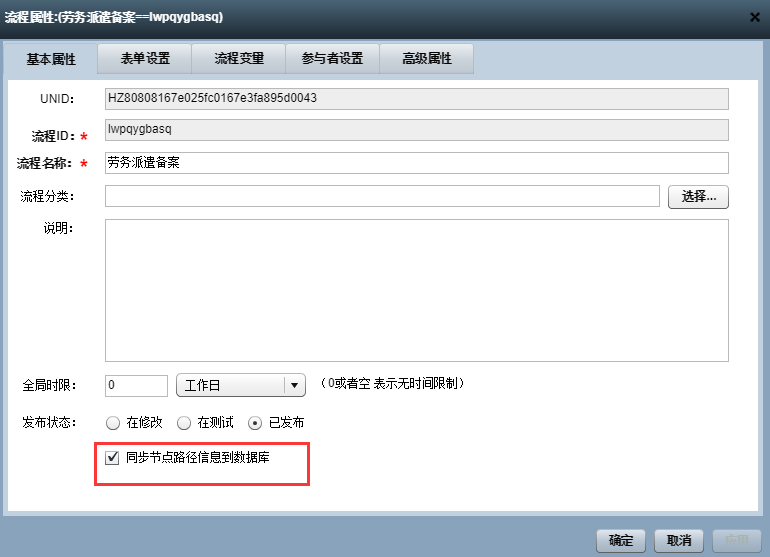 流程属性:(劳务派遣备案==lwpqygbasq)
基本属性 表单设置 流程变量 参与者设置 高级属性
UNID: HZ80808167e025fc0167e3fa895d0043
流程ID: * lwpqygbasq
流程名称: * 劳务派遣备案
流程分类: 选择...
说明:
全局时限: 0 工作日 （0或者空 表示无时间限制）
发布状态: 在修改 在测试 已发布
同步节点路径信息到数据库
确定 取消 应用